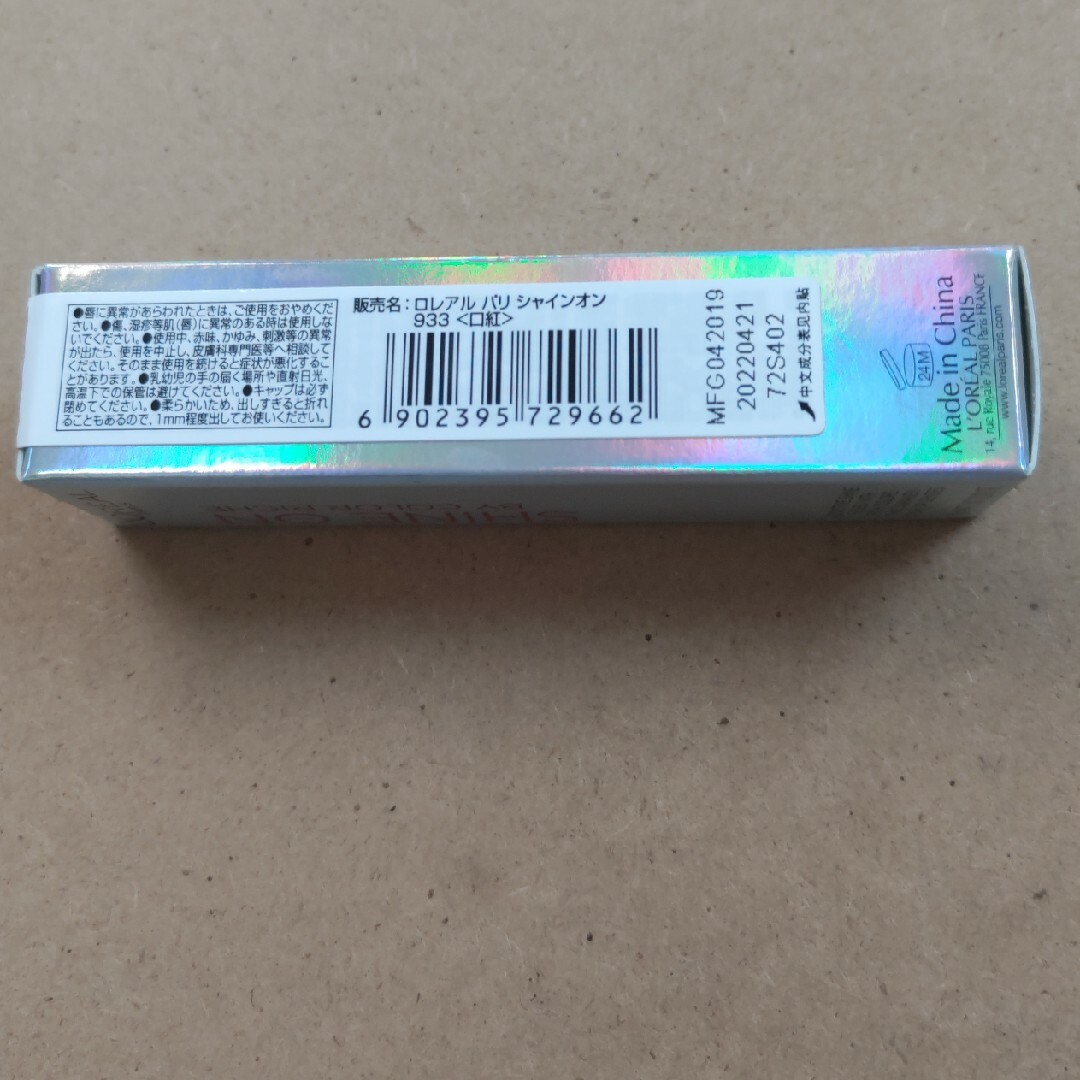 ●唇に異常があらわれたときは、ご使用をおやめくだ
さい。●傷、湿疹等肌(唇)に異常のある時は使用しな
いでください。●使用中、赤味、かゆみ、刺激等の異常
が出たら、使用を中止し、皮膚科専門医等へ相談して
ください。そのまま使用を続けると症状が悪化するこ
とがあります。●乳幼児の手の届く場所や直射日光、
高温下での保管は避けてください。●キャップは必ず
閉めてください。●柔らかいため、出しすぎると折れ
ることもあるので、1mm程度出してお使いください。
販売名:ロレアル パリ シャインオン
933 <口紅>
6 902395 729662
MFG042019
20220421
72S402
中文成分表见内贴
24M
Made in China
L'ORÉAL PARIS
14, rue Royale 75008 Paris FRANCE
www.lorealparis.com
SHINE ON
BY COLOR RICHE